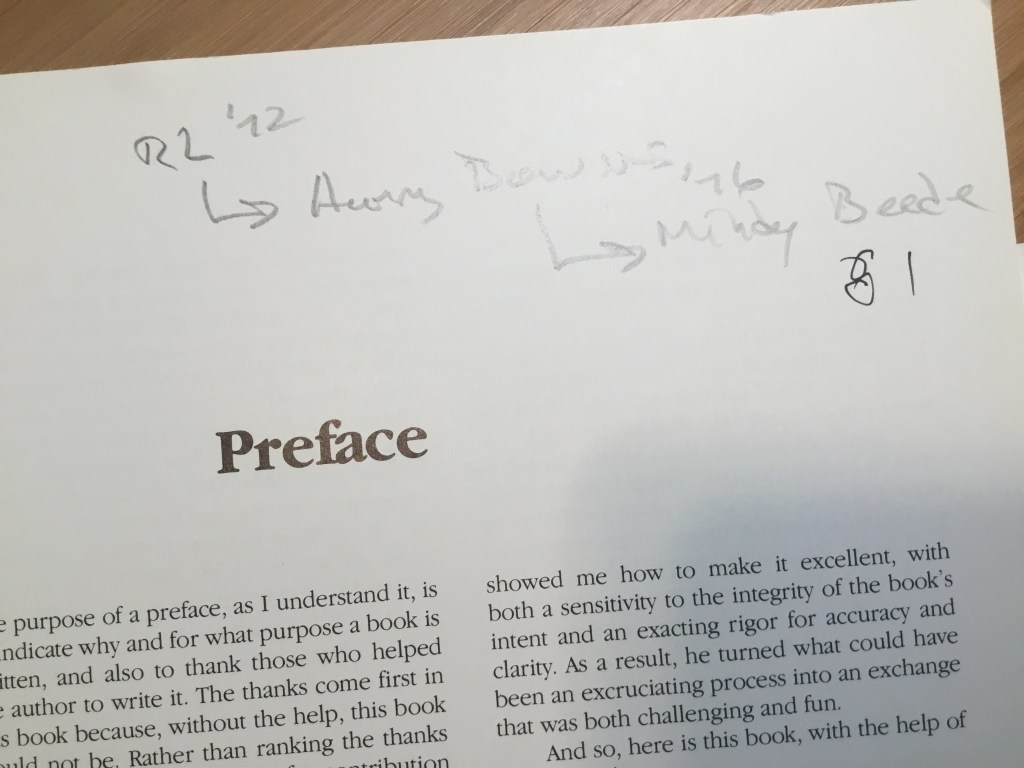 RL '12
↳ Avery Downs '16
↳ Mindy Beede
1
Preface
purpose of a preface, as I understand it, is
indicate why and for what purpose a book is
itten, and also to thank those who helped
author to write it. The thanks come first in
s book because, without the help, this book
uld not be. Rather than ranking the thanks
contribution
showed me how to make it excellent, with
both a sensitivity to the integrity of the book's
intent and an exacting rigor for accuracy and
clarity. As a result, he turned what could have
been an excruciating process into an exchange
that was both challenging and fun.
And so, here is this book, with the help of